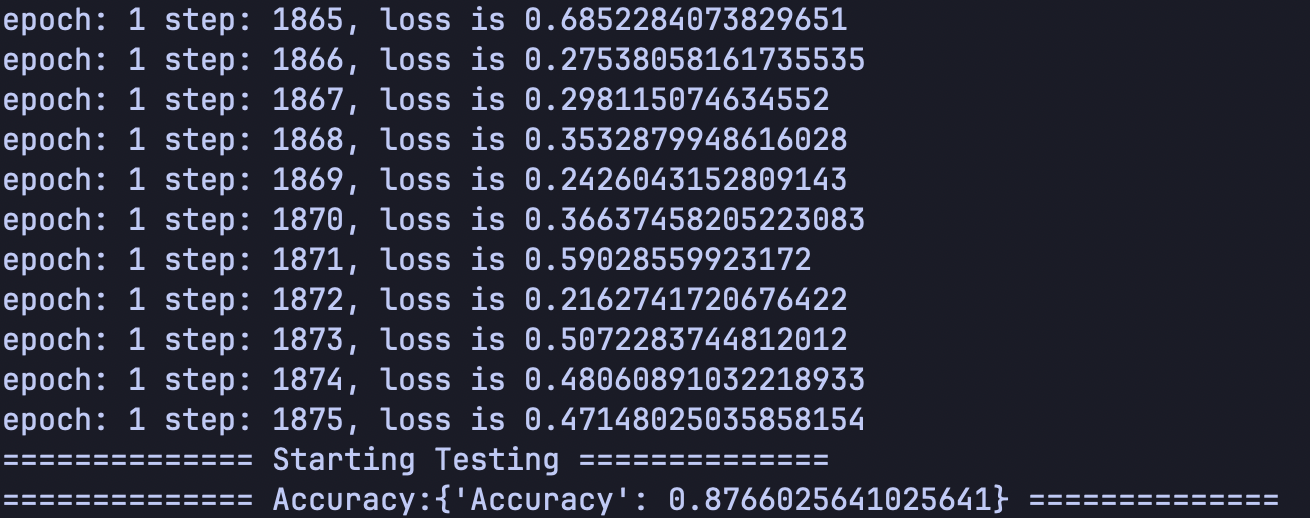 epoch: 1 step: 1865, loss is 0.6852284073829651
epoch: 1 step: 1866, loss is 0.27538058161735535
epoch: 1 step: 1867, loss is 0.298115074634552
epoch: 1 step: 1868, loss is 0.3532879948616028
epoch: 1 step: 1869, loss is 0.2426043152809143
epoch: 1 step: 1870, loss is 0.36637458205223083
epoch: 1 step: 1871, loss is 0.59028559923172
epoch: 1 step: 1872, loss is 0.2162741720676422
epoch: 1 step: 1873, loss is 0.5072283744812012
epoch: 1 step: 1874, loss is 0.48060891032218933
epoch: 1 step: 1875, loss is 0.47148025035858154
============== Starting Testing ==============
============== Accuracy:{'Accuracy': 0.8766025641025641} ==============